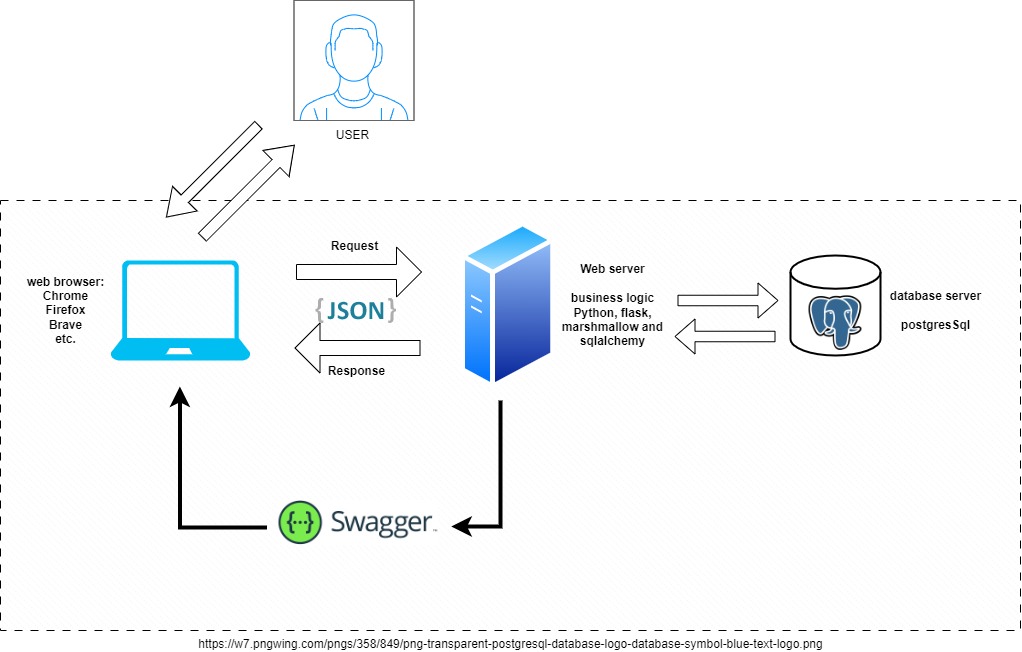 USER
Request
web browser:
Chrome
Firefox
Brave
etc.
{JSON}
Response
Web server
business logic
Python, flask,
marshmallow and
sqlalchemy
database server
postgresSql
{···} Swagger
https://w7.pngwing.com/pngs/358/849/png-transparent-postgresql-database-logo-database-symbol-blue-text-logo.png